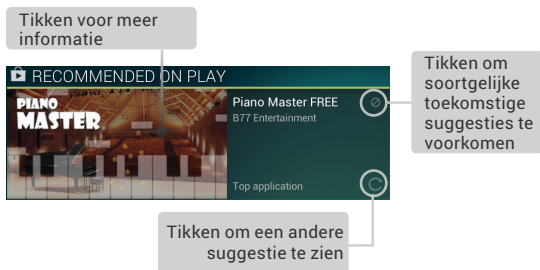 Tikken voor meer
informatie
RECOMMENDED ON PLAY
PIANO
MASTER
Piano Master FREE
B77 Entertainment
Top application
Tikken om
soortgelijke
toekomstige
suggesties te
voorkomen
Tikken om een andere
suggestie te zien